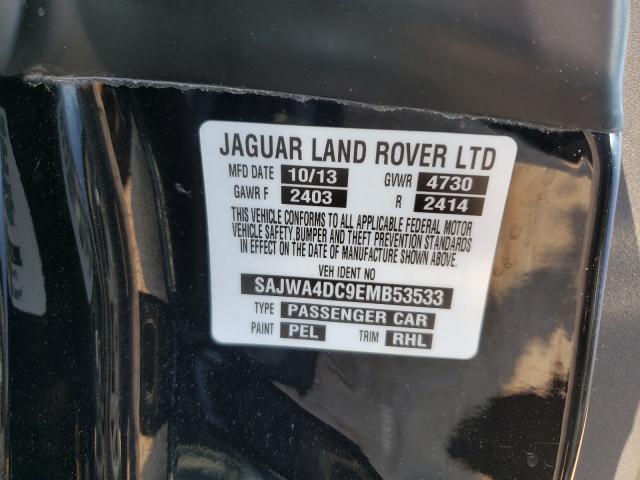 JAGUAR LAND ROVER LTD
MFD DATE 10/13 GVWR 4730
GAWR F 2403 R 2414
THIS VEHICLE CONFORMS TO ALL APPLICABLE FEDERAL MOTOR
VEHICLE SAFETY,BUMPER AND THEFT PREVENTION STANDARDS
IN EFFECT ON THE DATE OF MANUFACTURE SHOWN ABOVE.
VEH IDENT NO
SAJWA4DC9EMB53533
TYPE PASSENGER CAR
PAINT PEL TRIM RHL